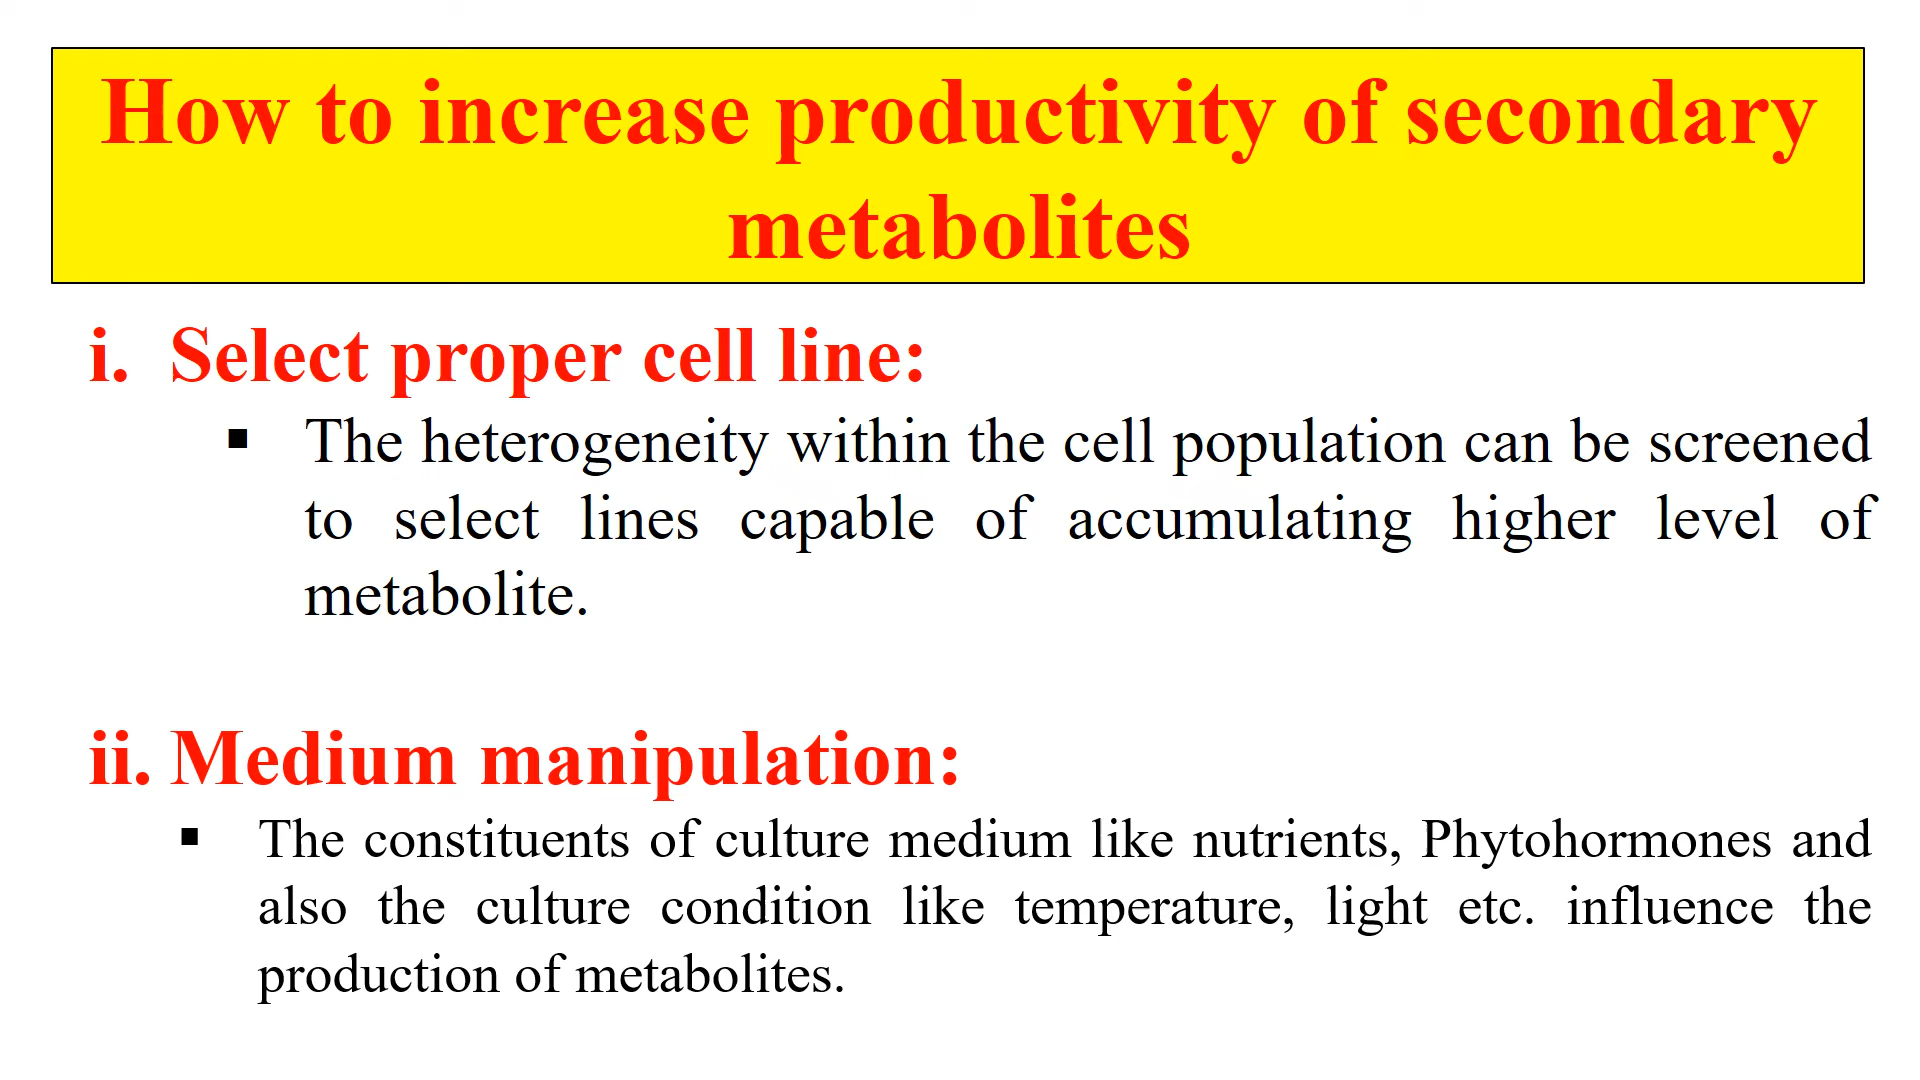 How to increase productivity of secondary
metabolites
i. Select proper cell line:
▪ The heterogeneity within the cell population can be screened
to select lines capable of accumulating higher level of
metabolite.
ii. Medium manipulation:
▪ The constituents of culture medium like nutrients, Phytohormones and
also the culture condition like temperature, light etc. influence the
production of metabolites.